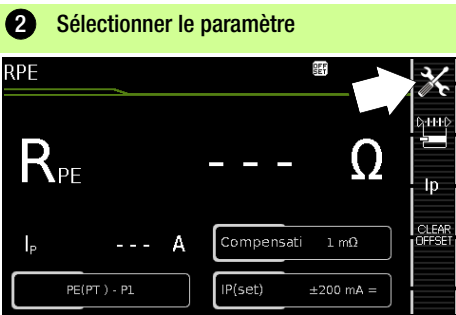 2 Sélectionner le paramètre
RPE
OFF
SET
RPE
- - - Ω
Ip
IP - - - A
Compensati 1 mΩ
CLEAR
OFFSET
PE(PT ) - P1
IP(set) ±200 mA =